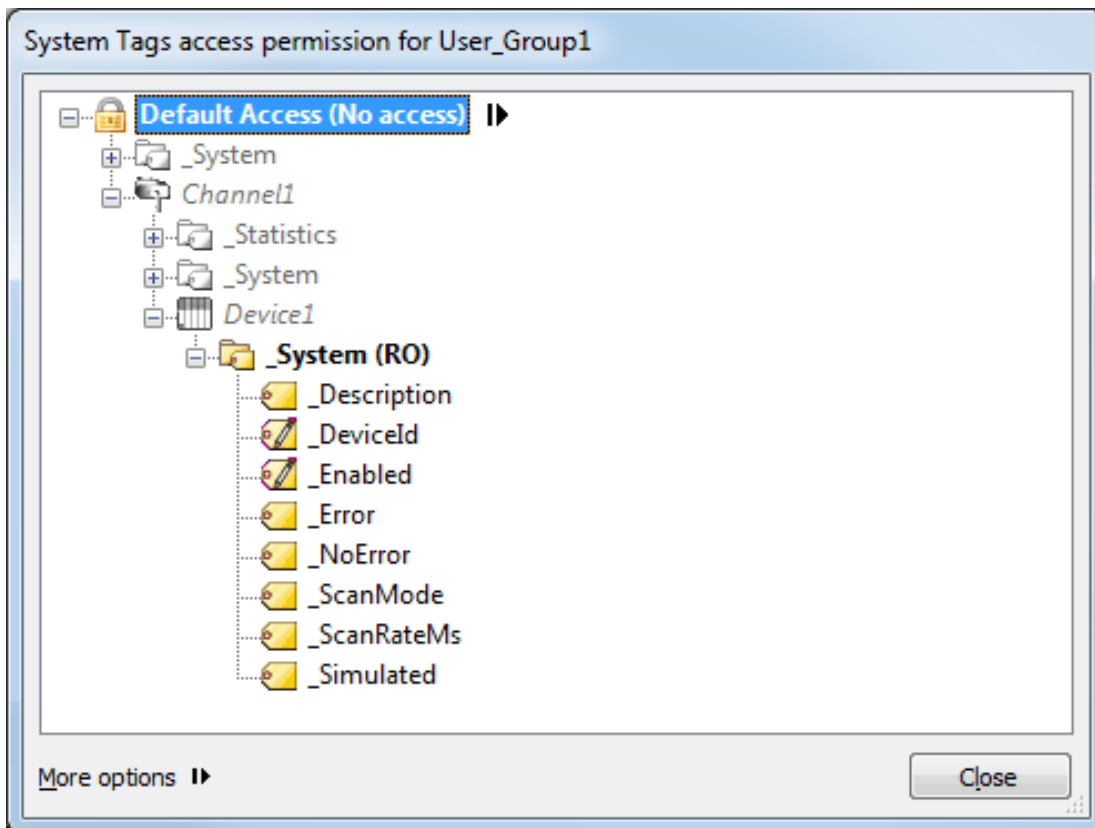 System Tags access permission for User_Group1
Default Access (No access)
_System
Channel1
_Statistics
_System
Device1
_System (RO)
_Description
_DeviceId
_Enabled
_Error
_NoError
_ScanMode
_ScanRateMs
_Simulated
More options
Close